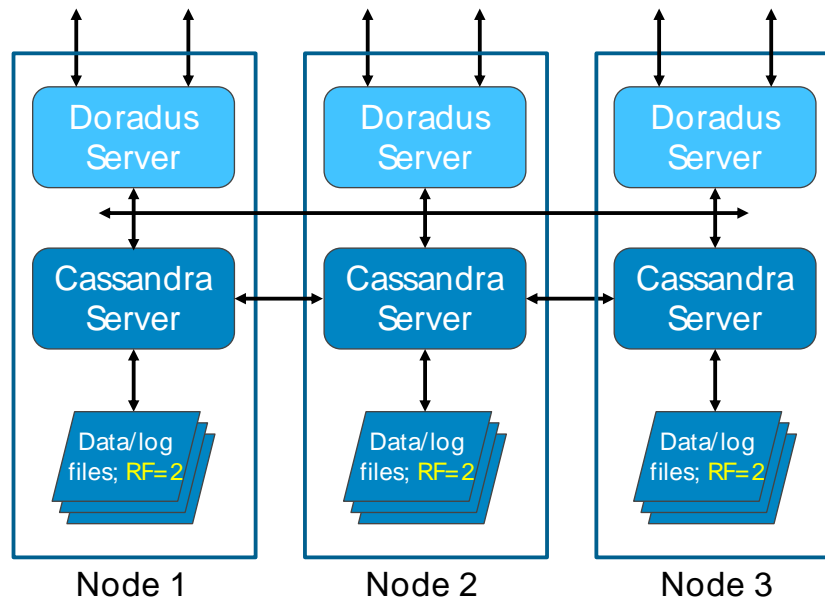 Doradus
Server
Doradus
Server
Doradus
Server
Cassandra
Server
Cassandra
Server
Cassandra
Server
Data/log
files; RF=2
Data/log
files; RF=2
Data/log
files; RF=2
Node 1
Node 2
Node 3